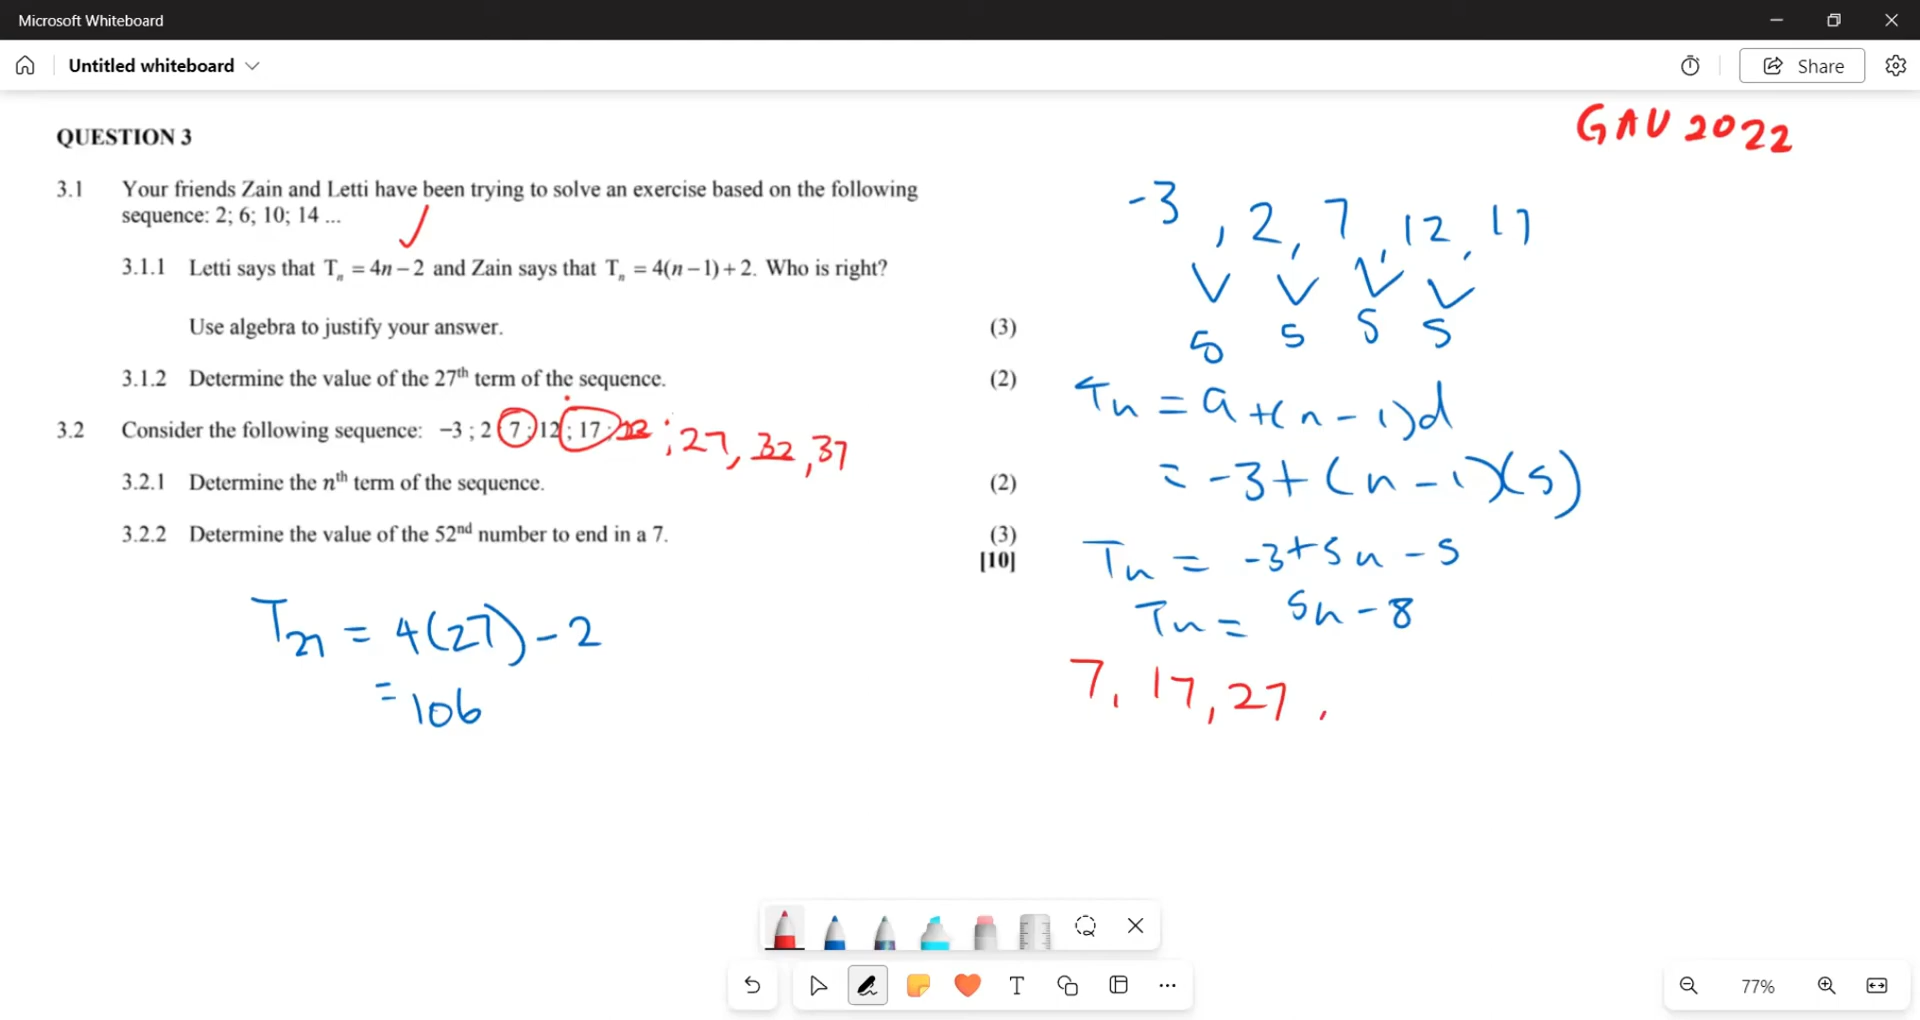 Microsoft Whiteboard
Untitled whiteboard
Share
GAU 2022
QUESTION 3
3.1 Your friends Zain and Letti have been trying to solve an exercise based on the following
sequence: 2; 6; 10; 14 ...
3.1.1 Letti says that Tn = 4n − 2 and Zain says that Tn = 4(n − 1) + 2. Who is right?
Use algebra to justify your answer. (3)
3.1.2 Determine the value of the 27th term of the sequence. (2)
3.2 Consider the following sequence: −3 ; 2 ; 7 ; 12 ; 17 ; 22 ; 27, 32, 37
3.2.1 Determine the nth term of the sequence. (2)
3.2.2 Determine the value of the 52nd number to end in a 7. (3)
[10]
T27 = 4(27) − 2
= 106
-3, 2, 7, 12, 17
5 5 5 5
Tn = a + (n − 1)d
= -3 + (n − 1)(5)
Tn = -3 + 5n − 5
Tn = 5n − 8
7, 17, 27,
77%